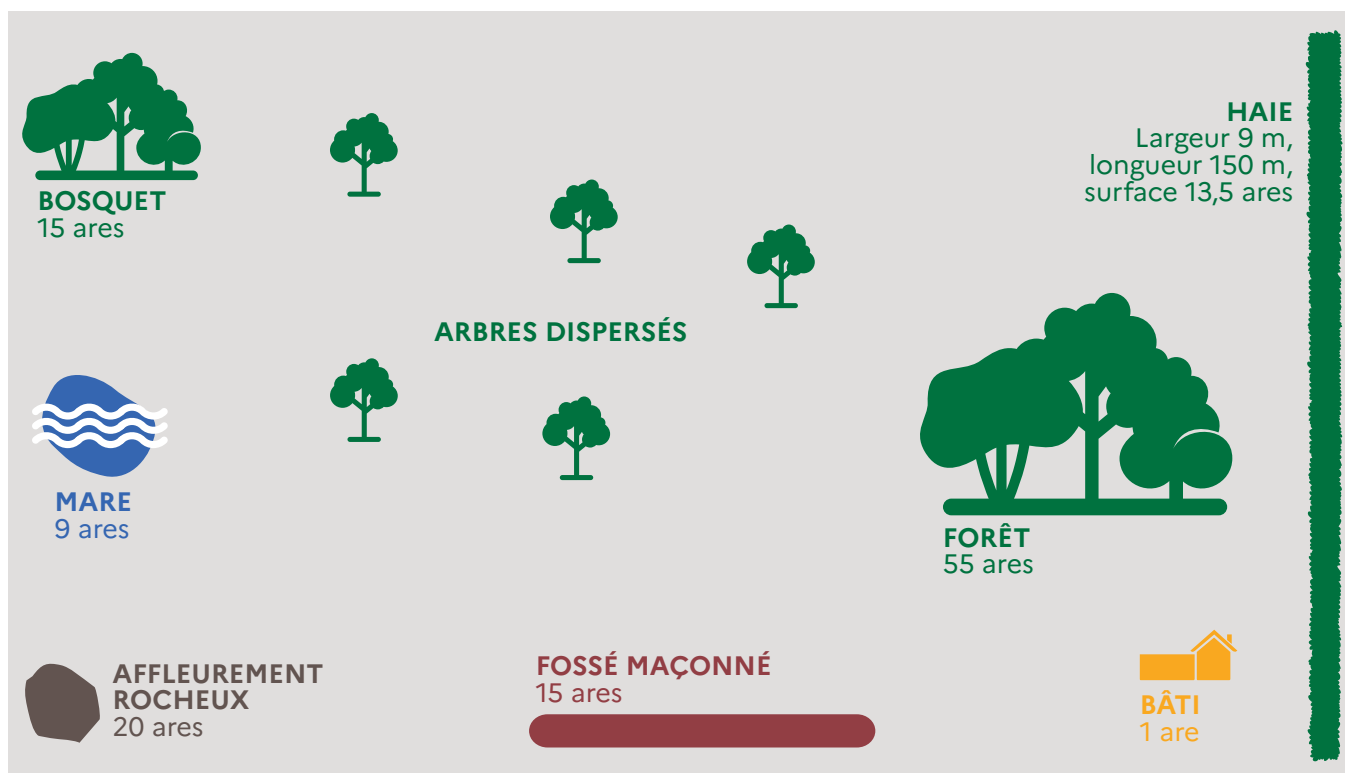 BOSQUET
15 ares
HAIE
Largeur 9 m,
longueur 150 m,
surface 13,5 ares
ARBRES DISPERSÉS
MARE
9 ares
FORÊT
55 ares
AFFLEUREMENT
ROCHEUX
20 ares
FOSSÉ MAÇONNÉ
15 ares
BÂTI
1 are